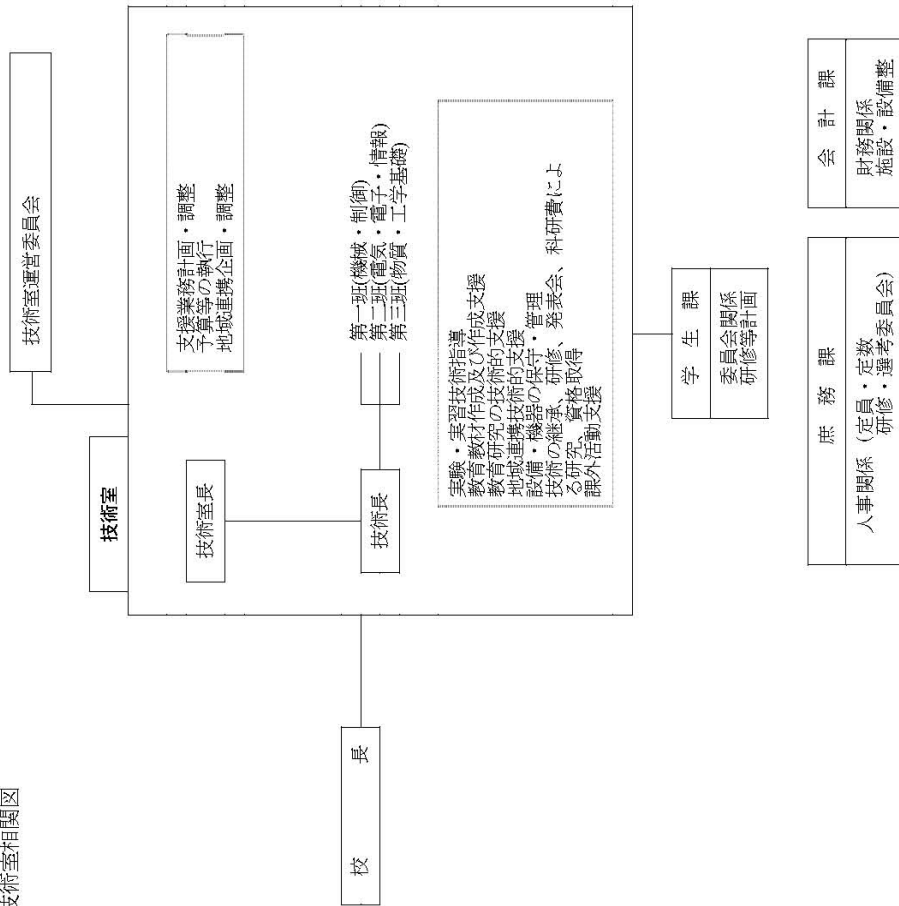 技術室相関図
技術室運営委員会
技術室
校長
技術室長
支援業務計画・調整
予算等の執行
地域連携企画・調整
技術長
第一班(機械・制御)
第二班(電気・電子・情報)
第三班(物質・工学基礎)
実験・実習技術指導
教育教材作成及び作成支援
教育研究の技術的支援
地域連携技術的支援
設備・機器の保守・管理
技術の継承、研修、発表会、科研費によ
る研究、資格取得
課外活動支援
学生課
委員会関係
研修等計画
庶務課
人事関係（定員・定数
研修・選考委員会）
会計課
財務関係
施設・設備整